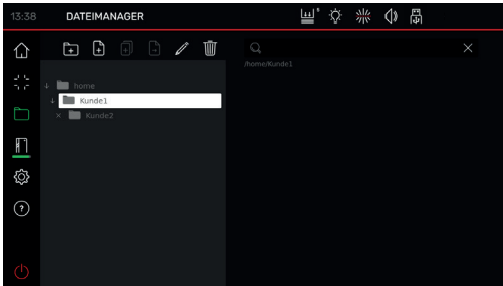 13:38 DATEIMANAGER
/home/Kunde1
home
Kunde1
Kunde2